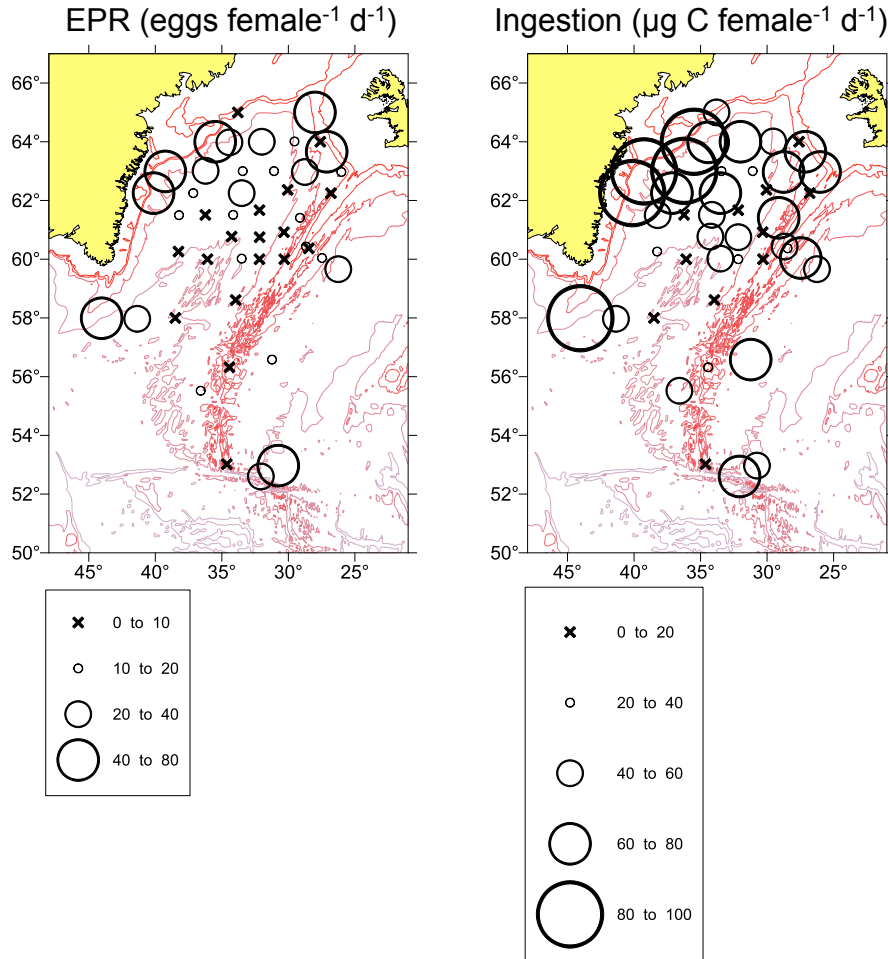 EPR (eggs female⁻¹ d⁻¹)
66°
64°
62°
60°
58°
56°
54°
52°
50°
45° 40° 35° 30° 25°
0 to 10
10 to 20
20 to 40
40 to 80
Ingestion (µg C female⁻¹ d⁻¹)
66°
64°
62°
60°
58°
56°
54°
52°
50°
45° 40° 35° 30° 25°
0 to 20
20 to 40
40 to 60
60 to 80
80 to 100